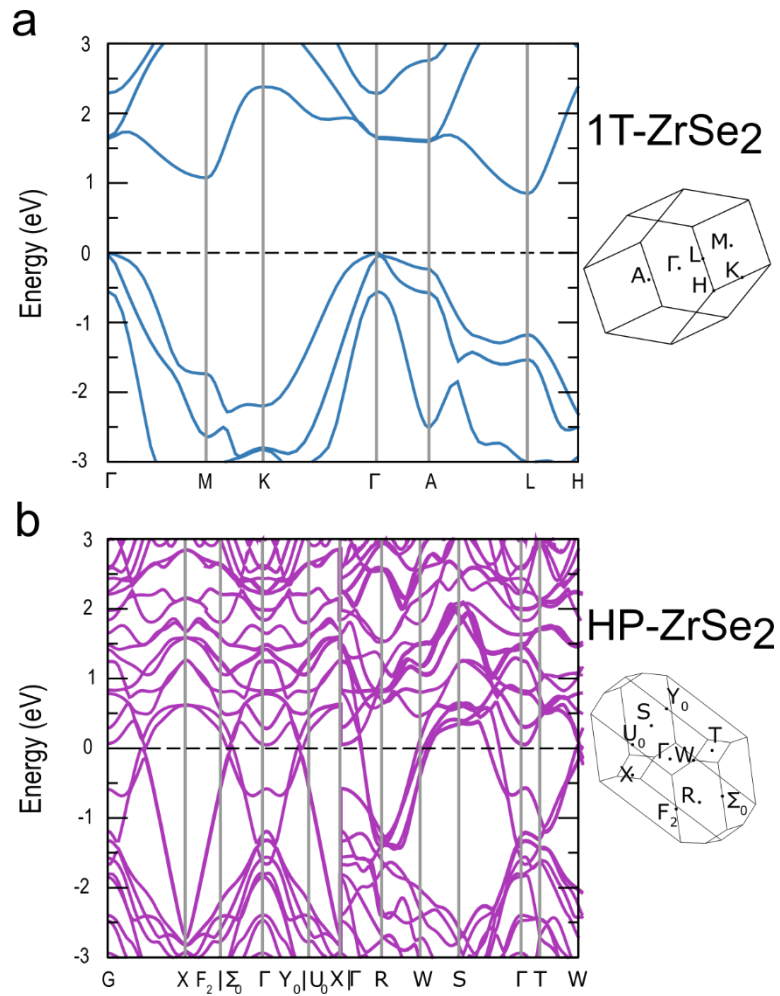 a
3
2
1
0
-1
-2
-3
Energy (eV)
Γ M K Γ A L H
1T-ZrSe2
A Γ L M H K
b
3
2
1
0
-1
-2
-3
Energy (eV)
G X F2|Σ0 Γ Y0|U0 X|Γ R W S Γ T W
HP-ZrSe2
Y0
S
U0 Γ W T
X
F2 R Σ0